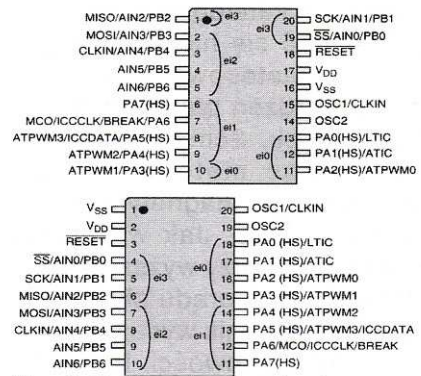 MISO/AIN2/PB2 1 ei3 ei3 20 SCK/AIN1/PB1
MOSI/AIN3/PB3 2 19 SS/AIN0/PB0
CLKIN/AIN4/PB4 3 ei2 18 RESET
AIN5/PB5 4 17 VDD
AIN6/PB6 5 16 VSS
PA7(HS) 6 15 OSC1/CLKIN
MCO/ICCCLK/BREAK/PA6 7 ei1 14 OSC2
ATPWM3/ICCDATA/PA5(HS) 8 13 PA0(HS)/LTIC
ATPWM2/PA4(HS) 9 ei0 12 PA1(HS)/ATIC
ATPWM1/PA3(HS) 10 ei0 11 PA2(HS)/ATPWM0
VSS 1 20 OSC1/CLKIN
VDD 2 19 OSC2
RESET 3 18 PA0 (HS)/LTIC
SS/AIN0/PB0 4 ei0 17 PA1 (HS)/ATIC
SCK/AIN1/PB1 5 ei3 16 PA2 (HS)/ATPWM0
MISO/AIN2/PB2 6 15 PA3 (HS)/ATPWM1
MOSI/AIN3/PB3 7 14 PA4 (HS)/ATPWM2
CLKIN/AIN4/PB4 8 ei2 ei1 13 PA5 (HS)/ATPWM3/ICCDATA
AIN5/PB5 9 12 PA6/MCO/ICCCLK/BREAK
AIN6/PB6 10 11 PA7(HS)